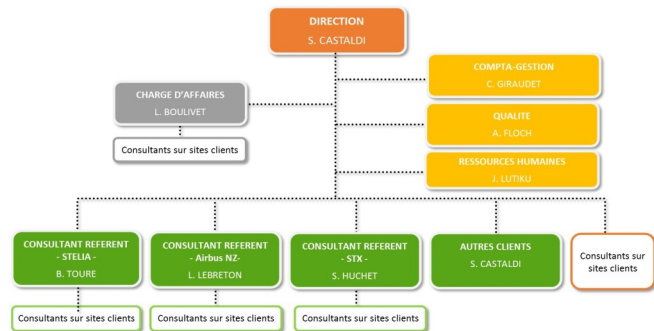 DIRECTION
S. CASTALDI
COMPTA-GESTION
C. GIRAUDET
CHARGE D'AFFAIRES
L. BOULIVET
QUALITE
A. FLOCH
Consultants sur sites clients
RESSOURCES HUMAINES
J. LUTIKU
CONSULTANT REFERENT
- STELIA -
B. TOURE
CONSULTANT REFERENT
- Airbus NZ-
L. LEBRETON
CONSULTANT REFERENT
- STX -
S. HUCHET
AUTRES CLIENTS
S. CASTALDI
Consultants sur
sites clients
Consultants sur sites clients
Consultants sur sites clients
Consultants sur sites clients